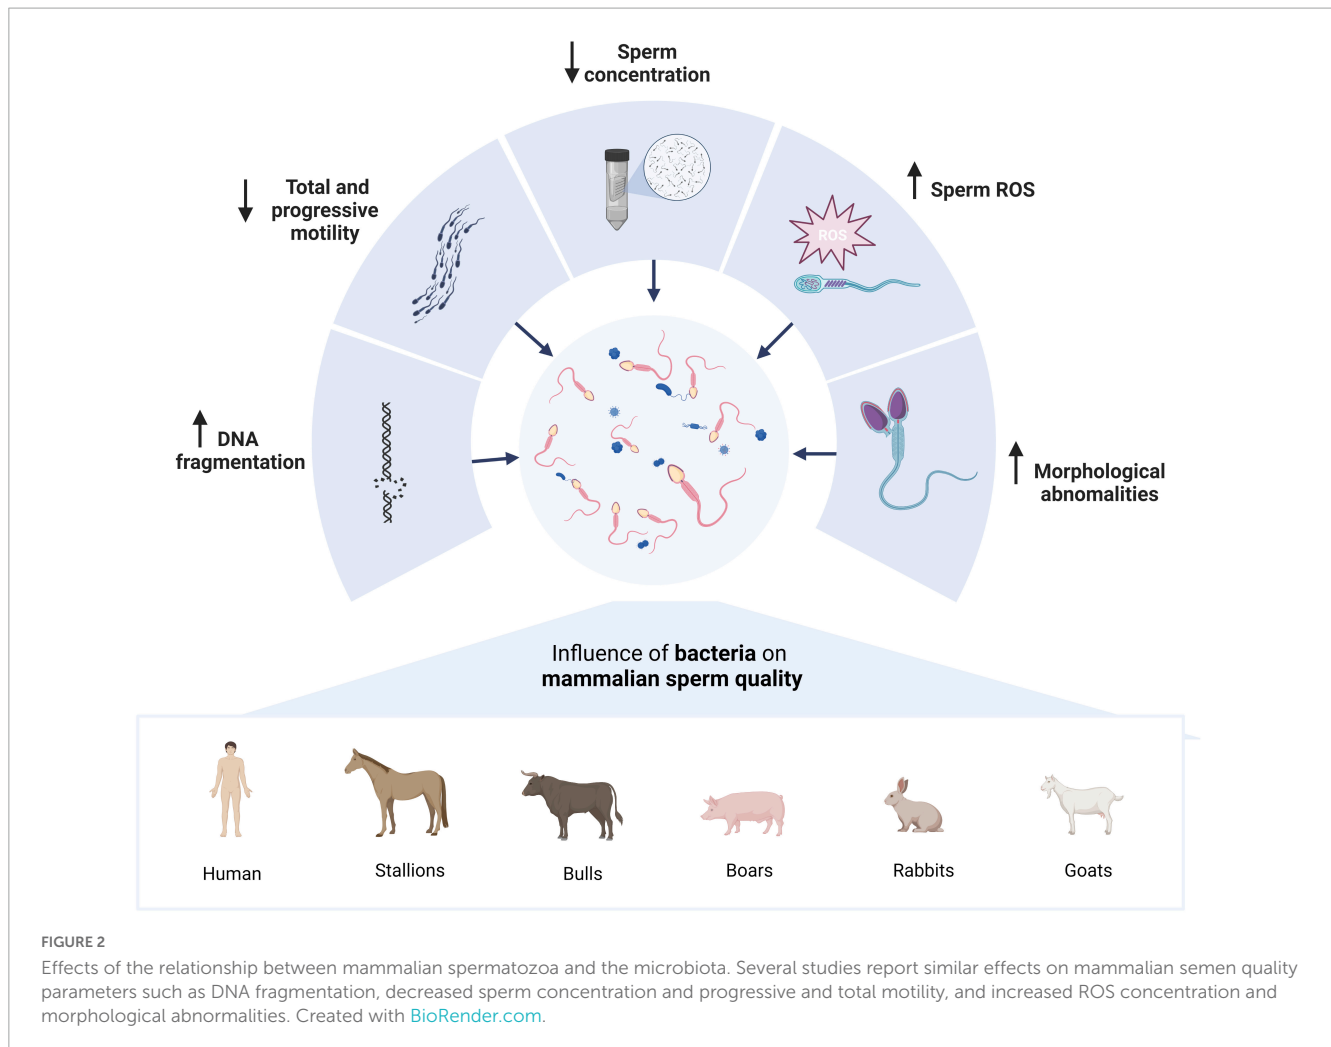 Sperm
concentration
Total and
progressive
motility
Sperm ROS
ROS
DNA
fragmentation
Morphological
abnomalities
Influence of bacteria on
mammalian sperm quality
Human
Stallions
Bulls
Boars
Rabbits
Goats
FIGURE 2
Effects of the relationship between mammalian spermatozoa and the microbiota. Several studies report similar effects on mammalian semen quality
parameters such as DNA fragmentation, decreased sperm concentration and progressive and total motility, and increased ROS concentration and
morphological abnormalities. Created with BioRender.com.